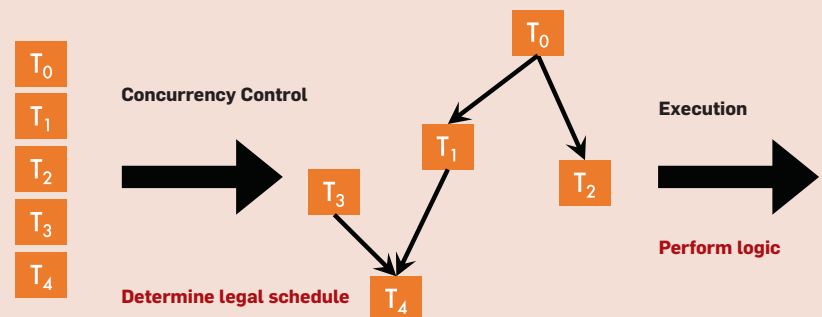 T0
T1
T2
T3
T4
Concurrency Control
Determine legal schedule
T0
T1
T2
T3
T4
Execution
Perform logic